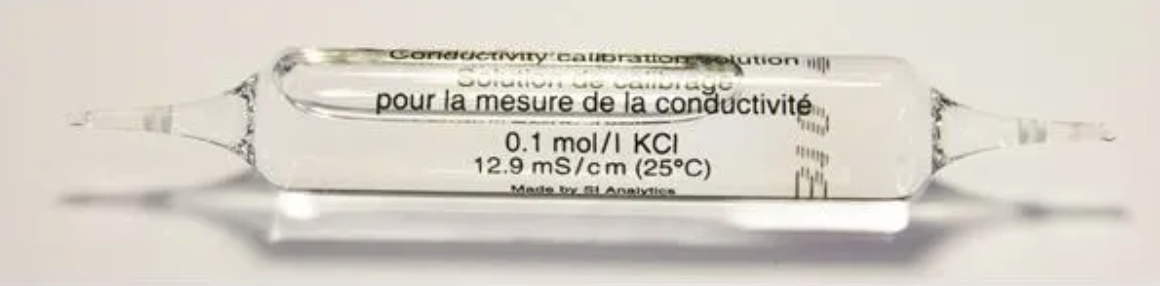 Conductivity calibration solution
Solution de calibrage
pour la mesure de la conductivité
0.1 mol/l KCl
12.9 mS/cm (25°C)
Made by SI Analytics